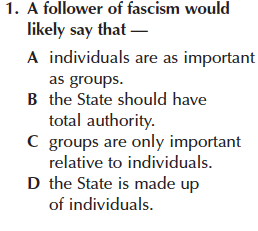 1. A follower of fascism would
likely say that —
A individuals are as important
as groups.
B the State should have
total authority.
C groups are only important
relative to individuals.
D the State is made up
of individuals.